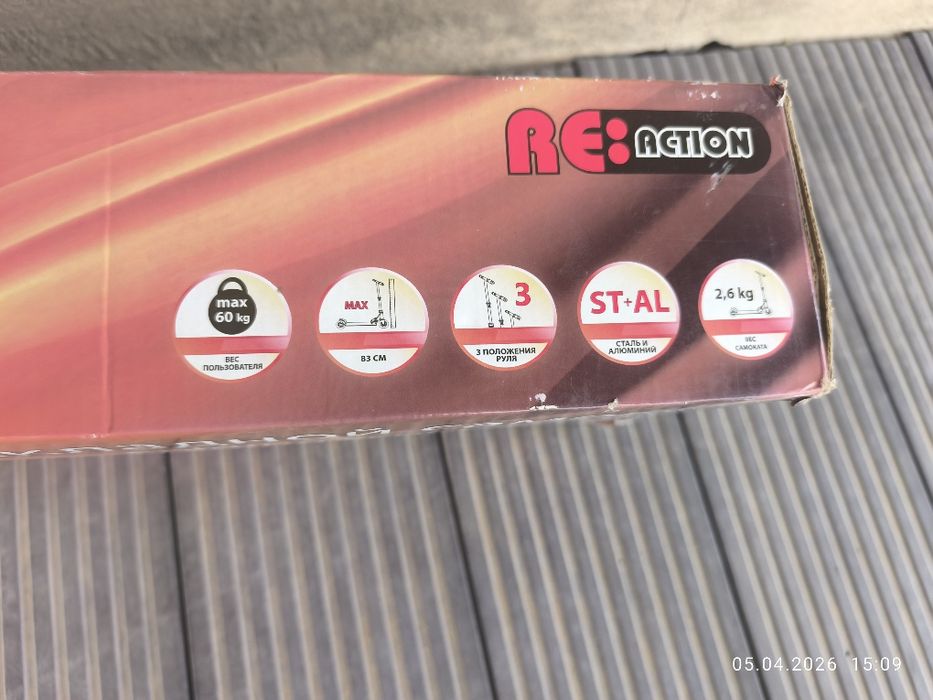 RE:ACTION
max
60 kg
ВЕС
ПОЛЬЗОВАТЕЛЯ
MAX
83 СМ
3
3 ПОЛОЖЕНИЯ
РУЛЯ
ST+AL
СТАЛЬ И
АЛЮМИНИЙ
2,6 kg
ВЕС
САМОКАТА
05.04.2026 15:09